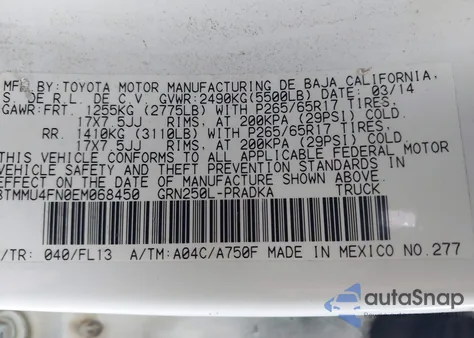 MFD.BY:TOYOTA MOTOR MANUFACTURING DE BAJA CALIFORNIA,
S. DE R.L. DE C.V. GVWR:2490KG(5500LB) DATE: 03/14
GAWR:FRT. 1255KG (2775LB) WITH P265/65R17 TIRES,
17X7.5JJ RIMS, AT 200KPA (29PSI) COLD.
RR. 1410KG (3110LB) WITH P265/65R17 TIRES,
17X7.5JJ RIMS, AT 200KPA (29PSI) COLD.
THIS VEHICLE CONFORMS TO ALL APPLICABLE FEDERAL MOTOR
VEHICLE SAFETY AND THEFT PREVENTION STANDARDS IN
EFFECT ON THE DATE OF MANUFACTURE SHOWN ABOVE.
3TMMU4FN0EM068450 GRN250L-PRADKA TRUCK
/TR: 040/FL13 A/TM:A04C/A750F MADE IN MEXICO NO.277
autoSnap